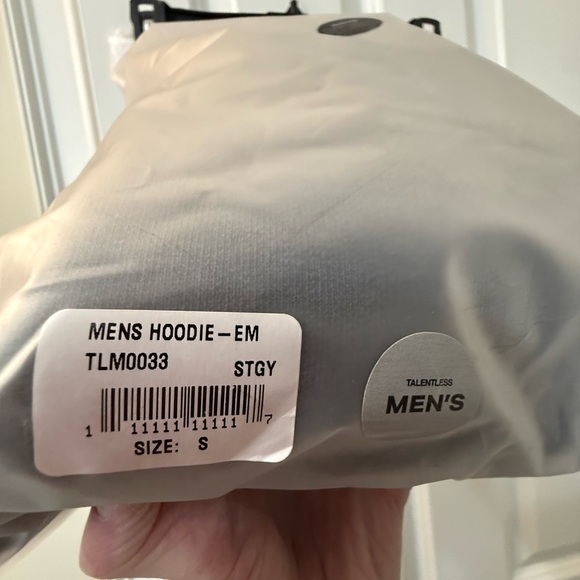 MENS HOODIE-EM
TLM0033 STGY
1 11111 11111 7
SIZE: S
TALENTLESS
MEN'S